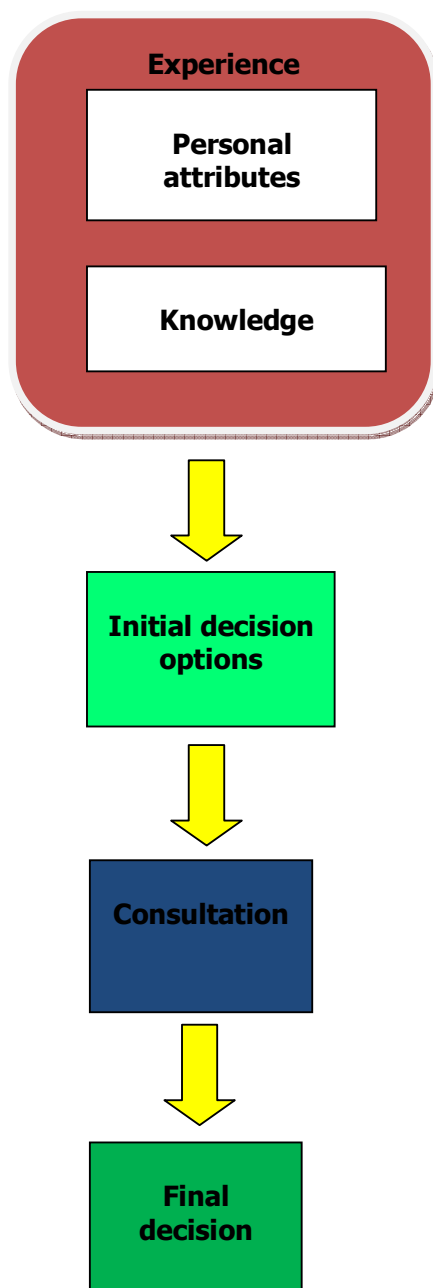 Experience
Personal
attributes
Knowledge
Initial decision
options
Consultation
Final
decision